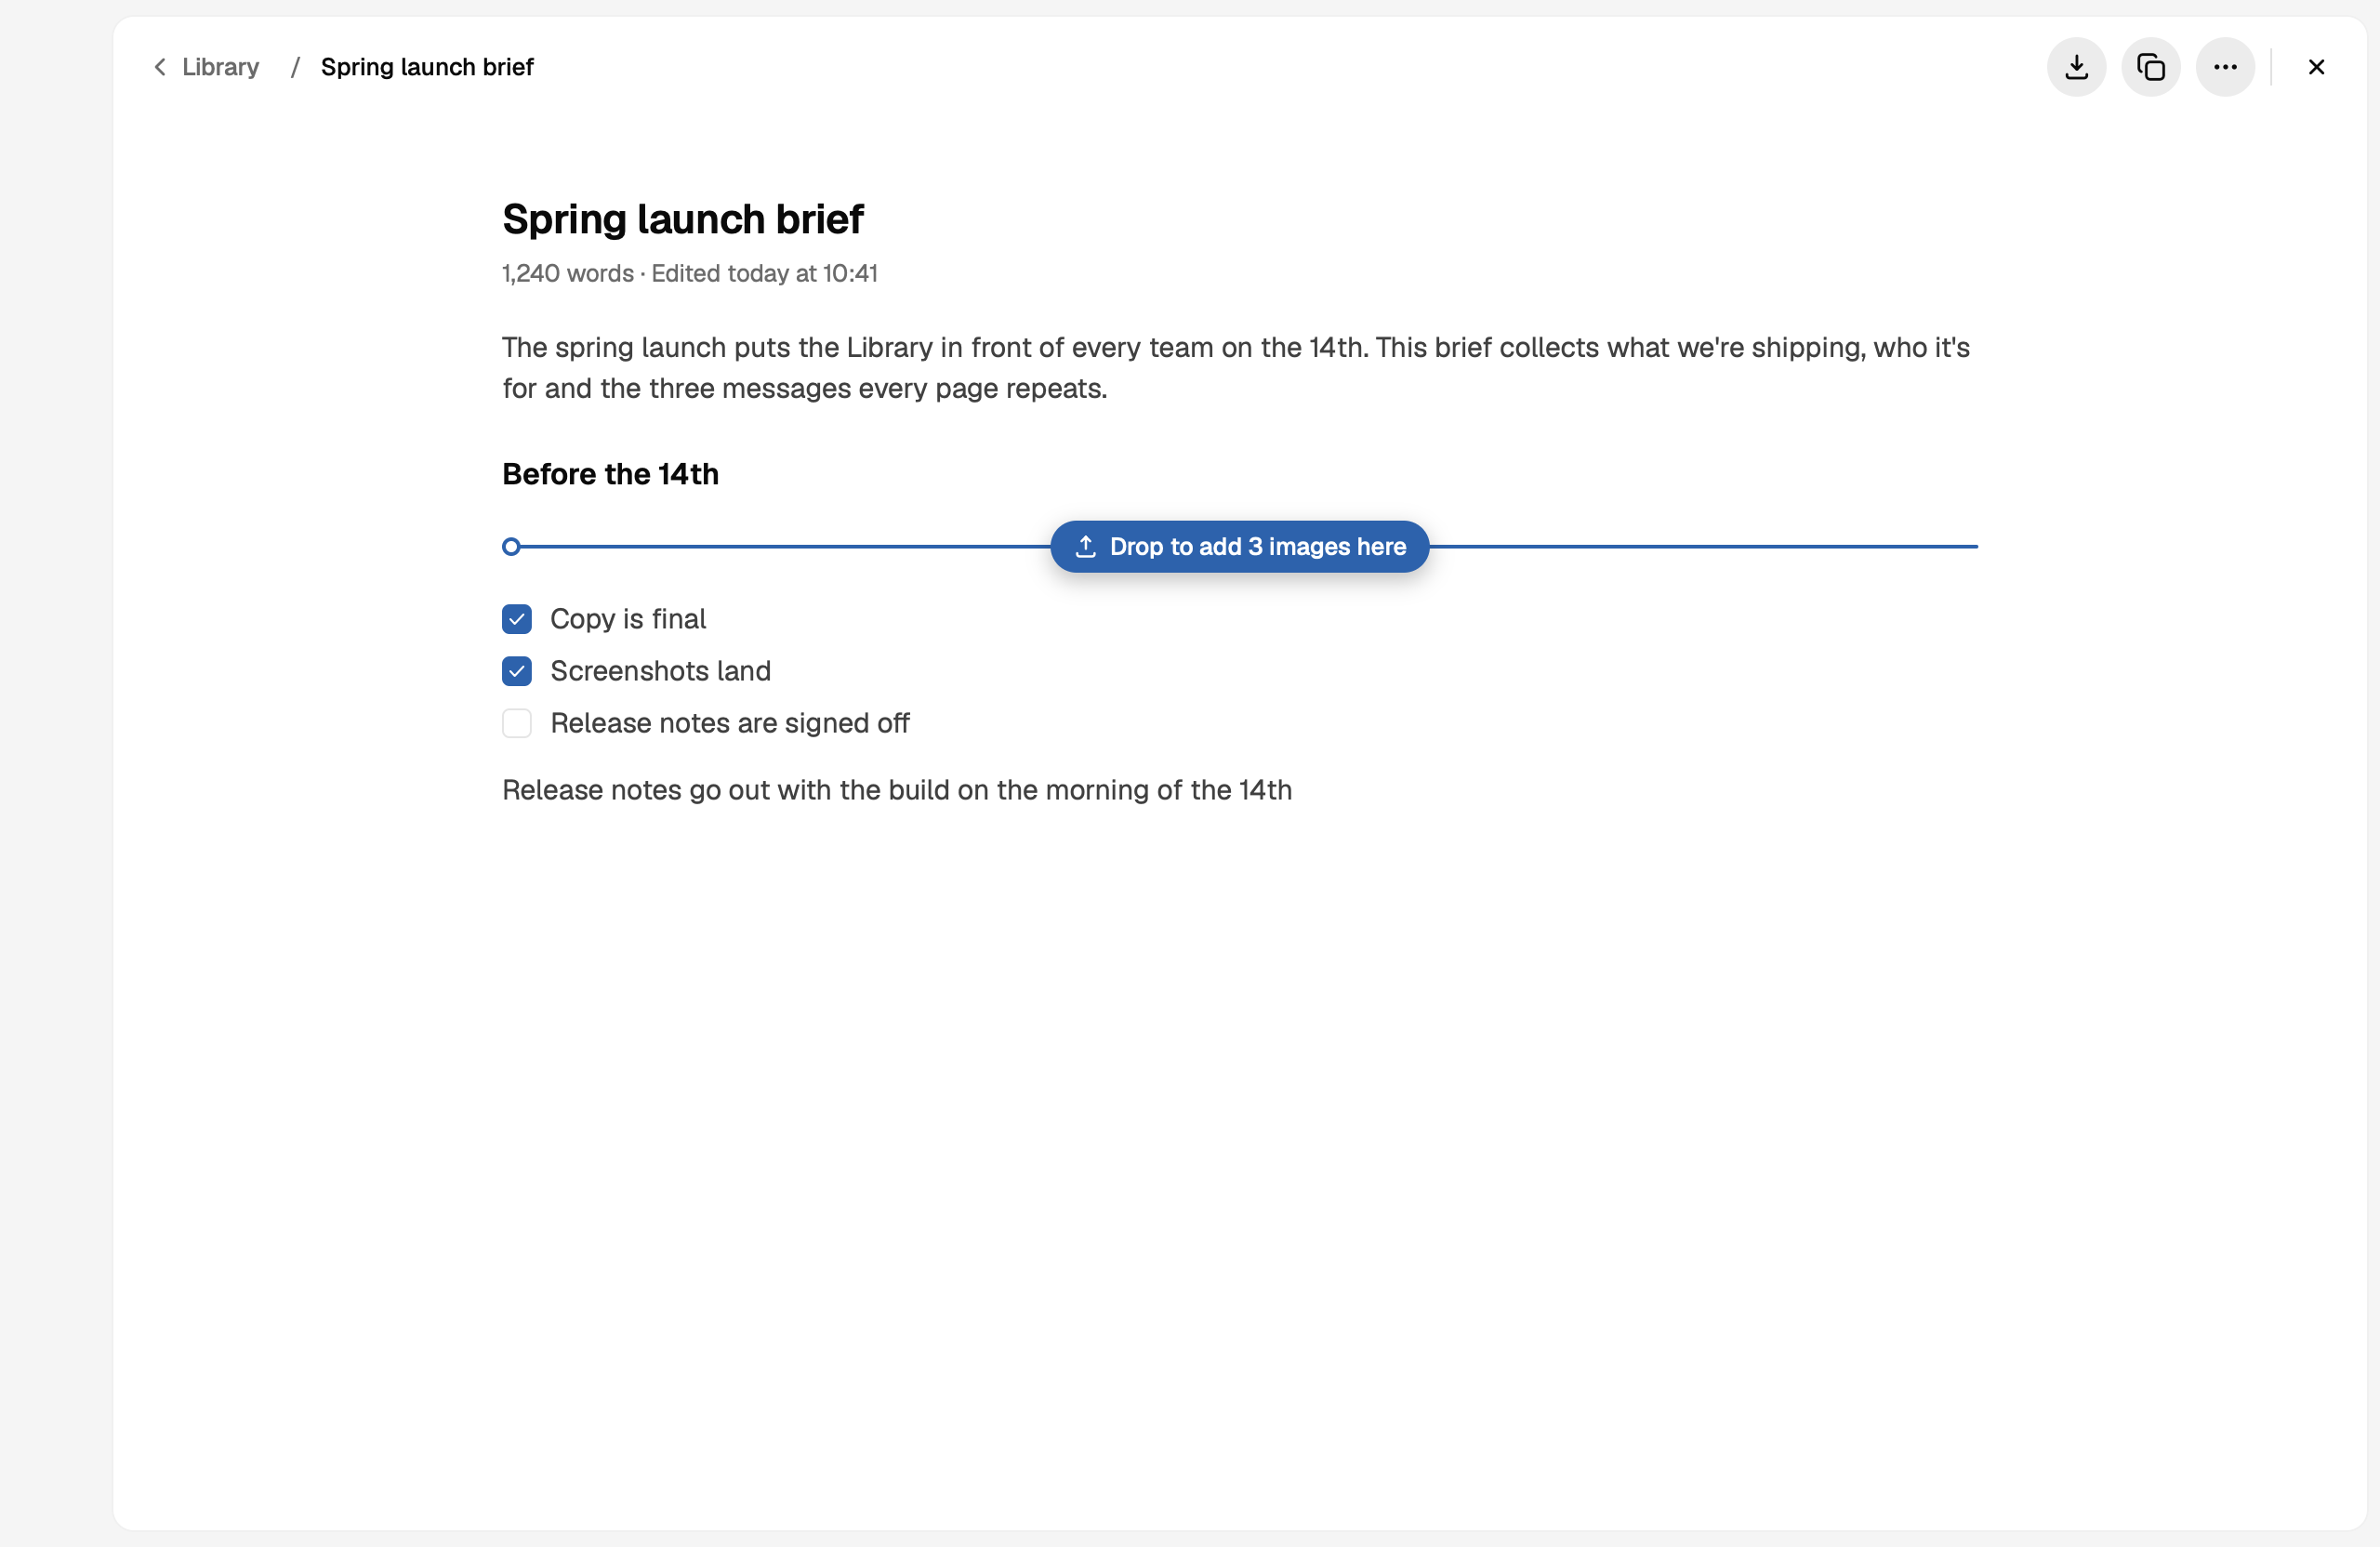 Library / Spring launch brief
Spring launch brief
1,240 words · Edited today at 10:41
The spring launch puts the Library in front of every team on the 14th. This brief collects what we're shipping, who it's
for and the three messages every page repeats.
Before the 14th
Drop to add 3 images here
Copy is final
Screenshots land
Release notes are signed off
Release notes go out with the build on the morning of the 14th